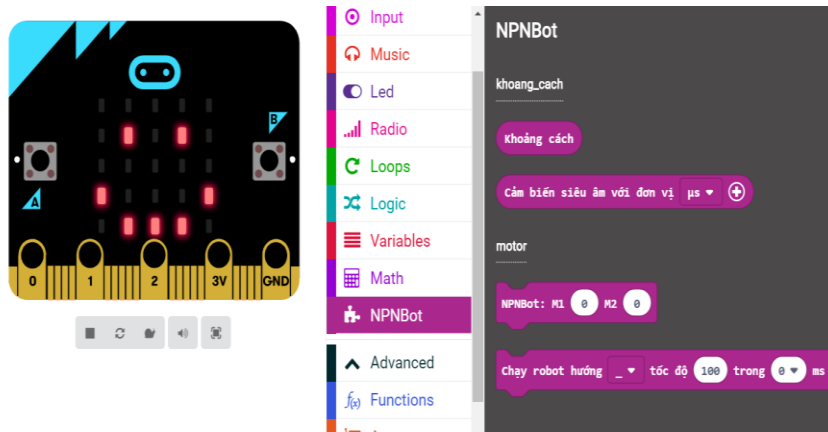 B
A
0
1
2
3V
GND
Input
Music
Led
Radio
Loops
Logic
Variables
Math
NPNBot
Advanced
Functions
NPNBot
khoang_cach
Khoảng cách
Cảm biến siêu âm với đơn vị μs
motor
NPNBot: M1 0 M2 0
Chạy robot hướng _ tốc độ 100 trong 0 ms